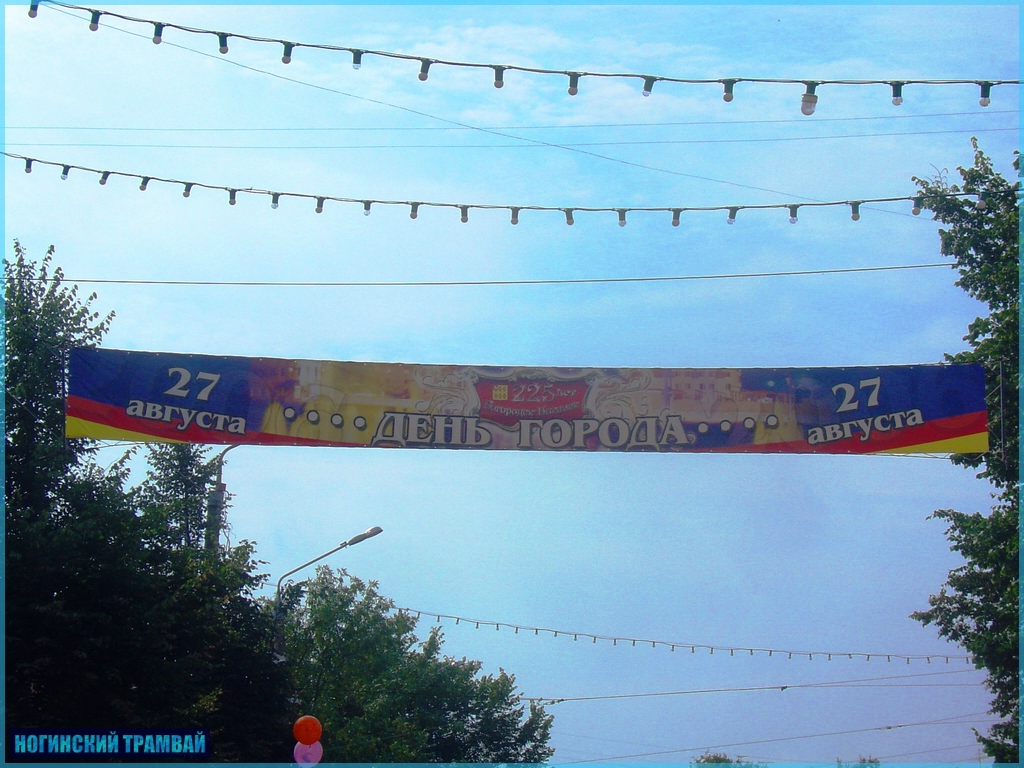 27
августа
225 лет
ДЕНЬ ГОРОДА
27
августа
НОГИНСКИЙ ТРАМВАЙ